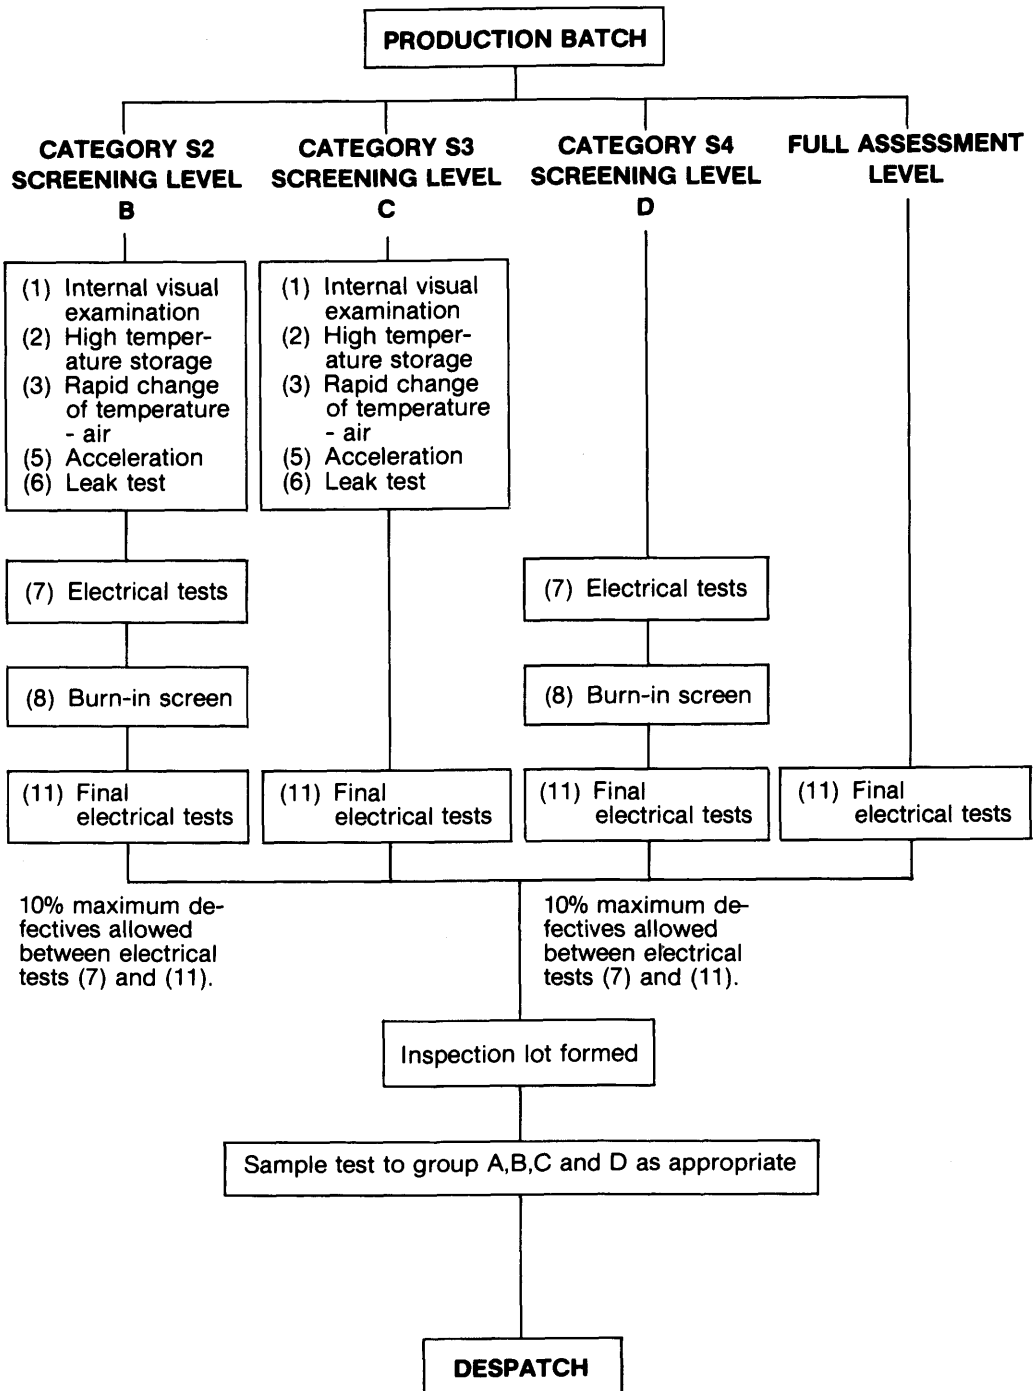 PRODUCTION BATCH
CATEGORY S2
SCREENING LEVEL
B
CATEGORY S3
SCREENING LEVEL
C
CATEGORY S4
SCREENING LEVEL
D
FULL ASSESSMENT
LEVEL
(1) Internal visual
examination
(2) High temper-
ature storage
(3) Rapid change
of temperature
- air
(5) Acceleration
(6) Leak test
(1) Internal visual
examination
(2) High temper-
ature storage
(3) Rapid change
of temperature
- air
(5) Acceleration
(6) Leak test
(7) Electrical tests
(7) Electrical tests
(8) Burn-in screen
(8) Burn-in screen
(11) Final
electrical tests
(11) Final
electrical tests
(11) Final
electrical tests
(11) Final
electrical tests
10% maximum de-
fectives allowed
between electrical
tests (7) and (11).
10% maximum de-
fectives allowed
between electrical
tests (7) and (11).
Inspection lot formed
Sample test to group A,B,C and D as appropriate
DESPATCH